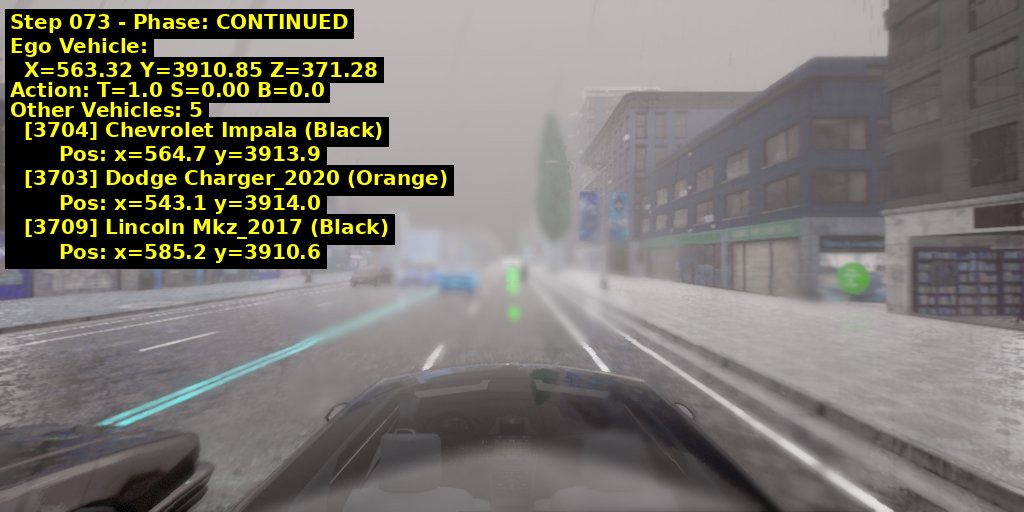 Step 073 - Phase: CONTINUED
Ego Vehicle:
X=563.32 Y=3910.85 Z=371.28
Action: T=1.0 S=0.00 B=0.0
Other Vehicles: 5
[3704] Chevrolet Impala (Black)
Pos: x=564.7 y=3913.9
[3703] Dodge Charger_2020 (Orange)
Pos: x=543.1 y=3914.0
[3709] Lincoln Mkz_2017 (Black)
Pos: x=585.2 y=3910.6